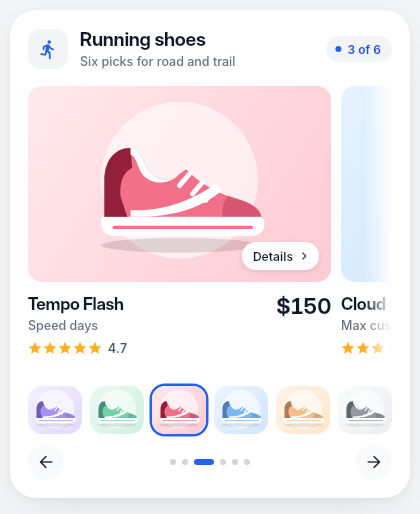 Running shoes
Six picks for road and trail
3 of 6
Details
Tempo Flash
$150
Speed days
4.7
Cloud
Max